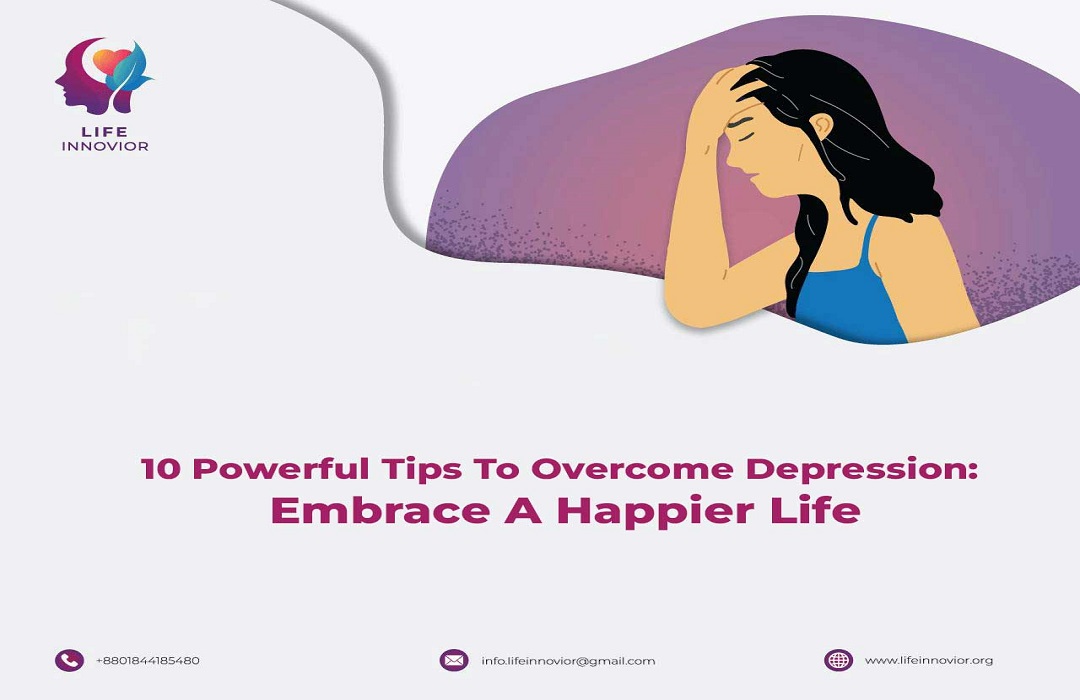 LIFE
INNOVIOR
10 Powerful Tips To Overcome Depression:
Embrace A Happier Life
+8801844185480
info.lifeinnovior@gmail.com
www.lifeinnovior.org